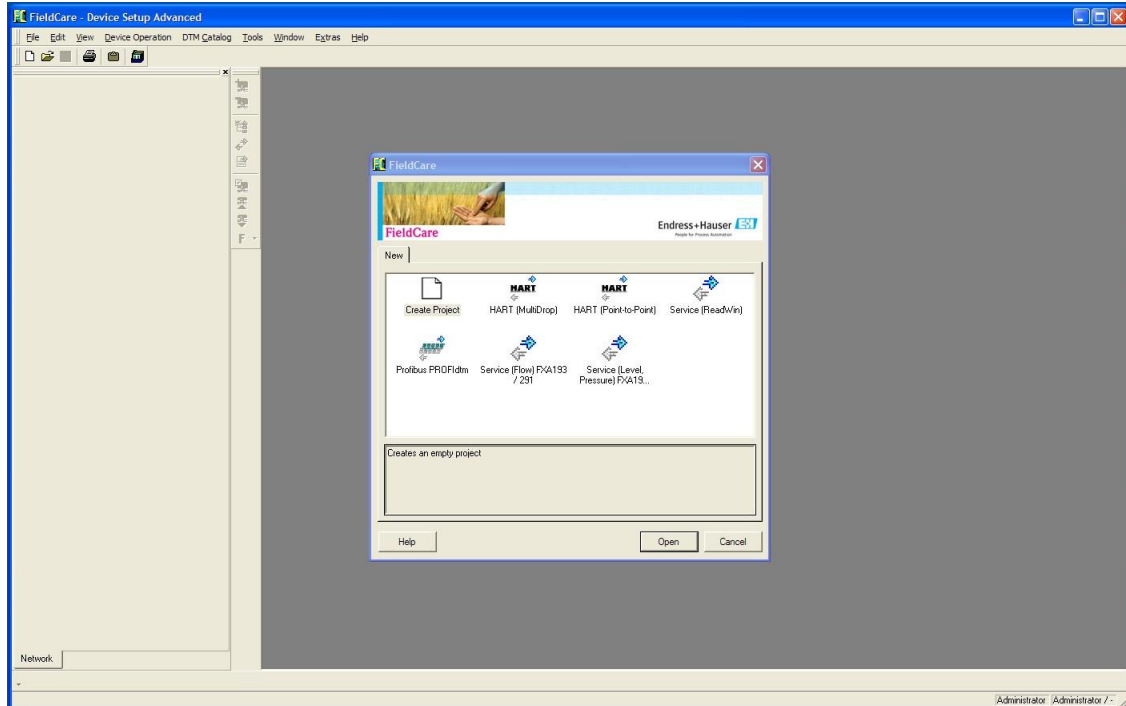 FieldCare - Device Setup Advanced
File Edit View Device Operation DTM Catalog Tools Window Extras Help
F
FieldCare
FieldCare
Endress+Hauser EH
People for Process Automation
New
Create Project
HART
HART (MultiDrop)
HART
HART (Point-to-Point)
Service (ReadWin)
Profibus PROFIdtm
Service (Flow) FXA193
/ 291
Service (Level,
Pressure) FXA19...
Creates an empty project
Help
Open
Cancel
Network
Administrator Administrator / -